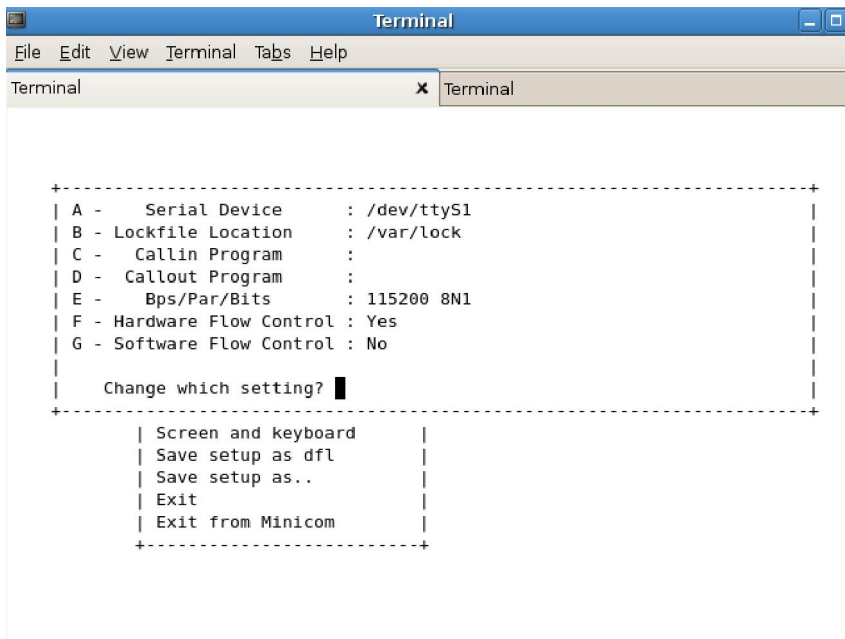 Terminal
File Edit View Terminal Tabs Help
Terminal x Terminal
+-----------------------------------------------------------------------+
| A -    Serial Device      : /dev/ttyS1                                |
| B - Lockfile Location     : /var/lock                                 |
| C -   Callin Program      :                                           |
| D -  Callout Program      :                                           |
| E -    Bps/Par/Bits       : 115200 8N1                                |
| F - Hardware Flow Control : Yes                                       |
| G - Software Flow Control : No                                        |
|                                                                       |
|    Change which setting?                                              |
+-----------------------------------------------------------------------+
        | Screen and keyboard      |
        | Save setup as dfl        |
        | Save setup as..          |
        | Exit                     |
        | Exit from Minicom        |
        +--------------------------+